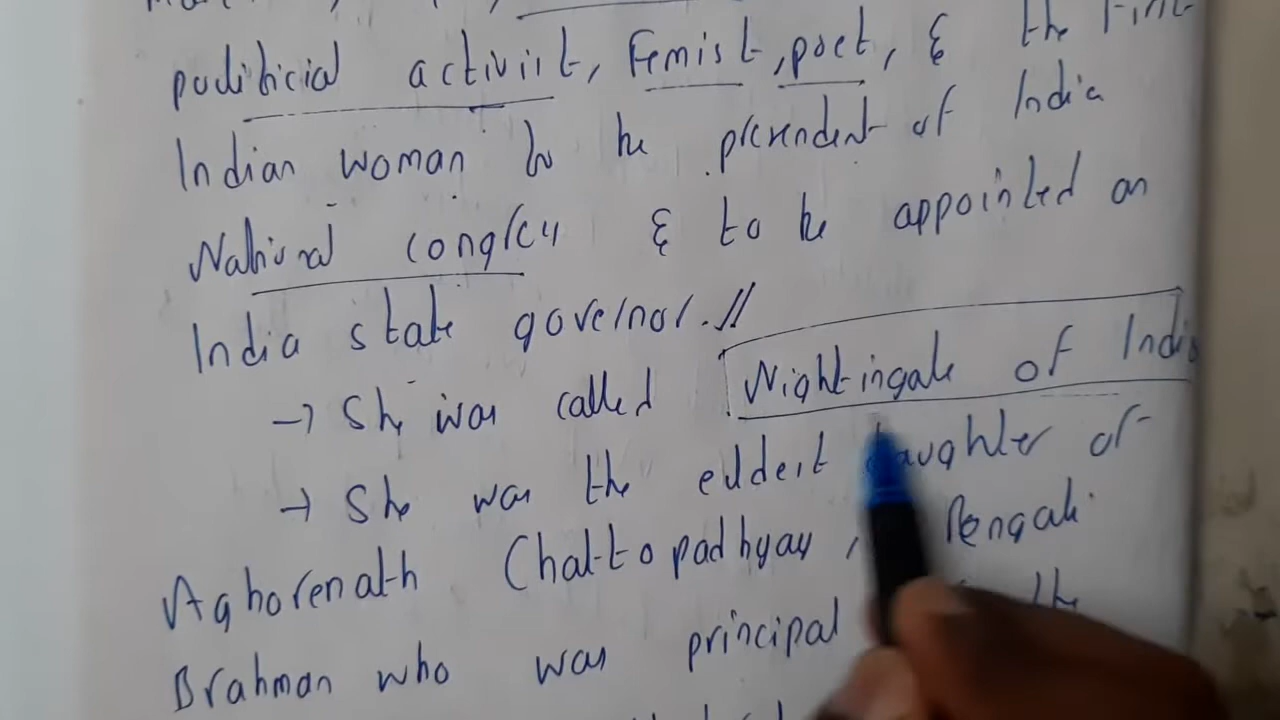 political activist, Femist, poet, & the First
Indian woman to be president of India
National congress & to be appointed an
India state governor.//
→ She was called Nightingale of India
→ She was the eldest daughter of
Aghorenath Chattopadhyay, Bengali
Brahman who was principal the